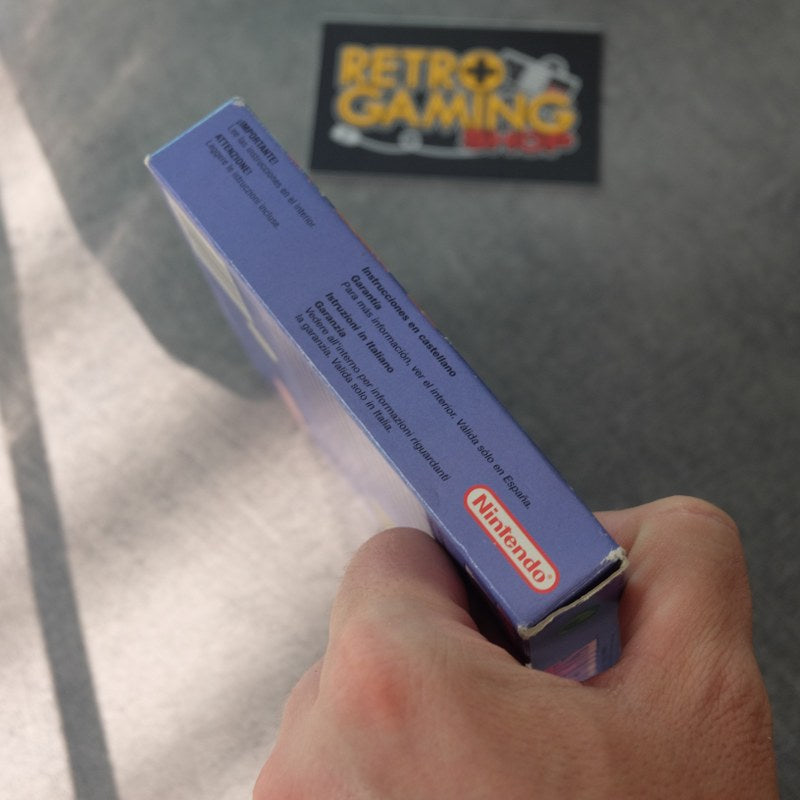 RETRO
GAMING
SHOP
¡IMPORTANTE!
Lee las instrucciones en el interior.
ATTENZIONE!
Leggere le istruzioni incluse.
Instrucciones en castellano
Garantía
Para más información, ver el interior. Válida sólo en España.
Istruzioni in Italiano
Garanzia
Vedere all'interno per informazioni riguardanti
la garanzia. Valida solo in Italia.
Nintendo®